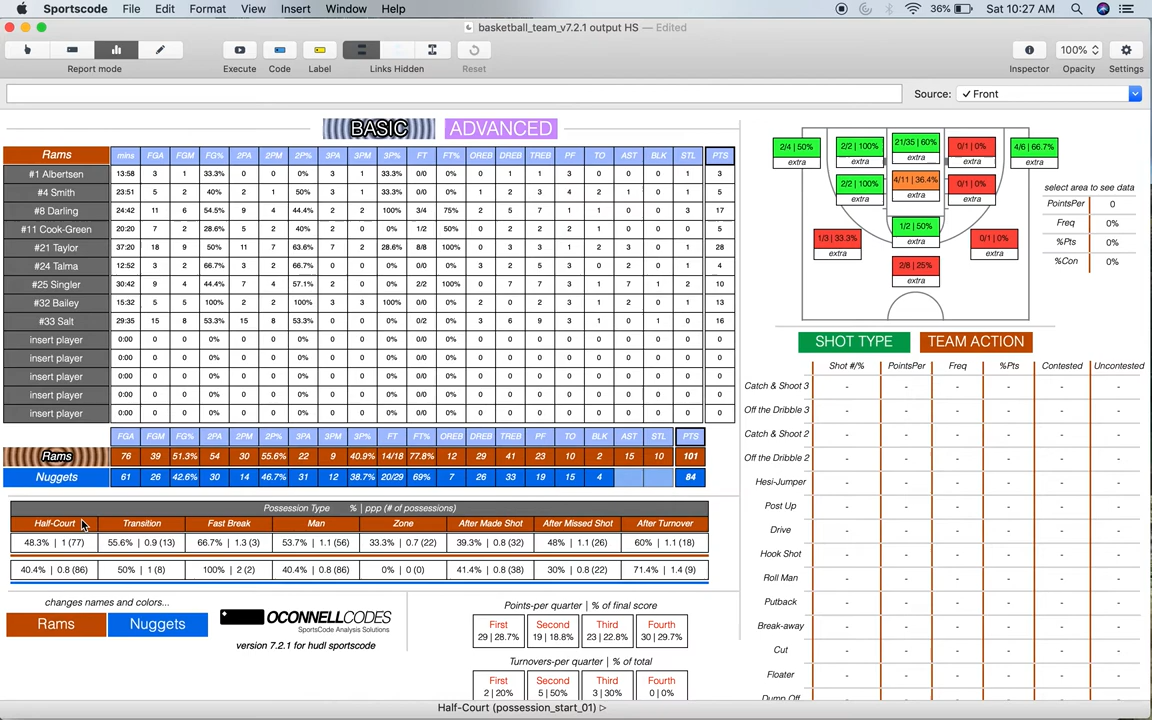 Sportscode File Edit Format View Insert Window Help 36% Sat 10:27 AM
basketball_team_v7.2.1 output HS — Edited
Report mode Execute Code Label Links Hidden Reset Inspector 100% Opacity Settings
Source: ✓ Front
BASIC ADVANCED
Rams mins FGA FGM FG% 2PA 2PM 2P% 3PA 3PM 3P% FT FT% OREB DREB TREB PF TO AST BLK STL PTS
#1 Albertsen 13:58 3 1 33.3% 0 0 0% 3 1 33.3% 0/0 0% 0 1 1 3 0 0 0 1 3
#4 Smith 23:51 5 2 40% 2 1 50% 3 1 33.3% 0/0 0% 1 2 3 4 2 1 0 1 5
#8 Darling 24:42 11 6 54.5% 9 4 44.4% 2 2 100% 3/4 75% 2 5 7 1 1 0 0 3 17
#11 Cook-Green 20:20 7 2 28.6% 5 2 40% 2 0 0% 1/2 50% 0 2 2 2 1 3 0 0 5
#21 Taylor 37:20 18 9 50% 11 7 63.6% 7 2 28.6% 8/8 100% 0 3 3 1 2 3 0 1 28
#24 Talma 12:52 3 2 66.7% 3 2 66.7% 0 0 0% 0/0 0% 3 2 5 3 0 2 0 1 4
#25 Singler 30:42 9 4 44.4% 7 4 57.1% 2 0 0% 2/2 100% 0 7 7 3 1 7 1 2 10
#32 Bailey 15:32 5 5 100% 2 2 100% 3 3 100% 0/0 0% 2 0 2 3 1 2 0 1 13
#33 Salt 29:35 15 8 53.3% 15 8 53.3% 0 0 0% 0/2 0% 3 6 9 3 1 0 1 0 16
insert player 0:00 0 0 0% 0 0 0% 0 0 0% 0/0 0% 0 0 0 0 0 0 0 0 0
insert player 0:00 0 0 0% 0 0 0% 0 0 0% 0/0 0% 0 0 0 0 0 0 0 0 0
insert player 0:00 0 0 0% 0 0 0% 0 0 0% 0/0 0% 0 0 0 0 0 0 0 0 0
insert player 0:00 0 0 0% 0 0 0% 0 0 0% 0/0 0% 0 0 0 0 0 0 0 0 0
insert player 0:00 0 0 0% 0 0 0% 0 0 0% 0/0 0% 0 0 0 0 0 0 0 0 0
FGA FGM FG% 2PA 2PM 2P% 3PA 3PM 3P% FT FT% OREB DREB TREB PF TO BLK AST STL PTS
Rams 76 39 51.3% 54 30 55.6% 22 9 40.9% 14/18 77.8% 12 29 41 23 10 2 15 10 101
Nuggets 61 26 42.6% 30 14 46.7% 31 12 38.7% 20/29 69% 7 26 33 19 15 4 84
Possession Type % | ppp (# of possessions)
Half-Court Transition Fast Break Man Zone After Made Shot After Missed Shot After Turnover
48.3% | 1 (77) 55.6% | 0.9 (13) 66.7% | 1.3 (3) 53.7% | 1.1 (56) 33.3% | 0.7 (22) 39.3% | 0.8 (32) 48% | 1.1 (26) 60% | 1.1 (18)
40.4% | 0.8 (86) 50% | 1 (8) 100% | 2 (2) 40.4% | 0.8 (86) 0% | 0 (0) 41.4% | 0.8 (38) 30% | 0.8 (22) 71.4% | 1.4 (9)
changes names and colors...
Rams Nuggets
OCONNELLCODES
SportsCode Analysis Solutions
version 7.2.1 for hudl sportscode
Points-per quarter | % of final score
First Second Third Fourth
29 | 28.7% 19 | 18.8% 23 | 22.8% 30 | 29.7%
Turnovers-per quarter | % of total
First Second Third Fourth
2 | 20% 5 | 50% 3 | 30% 0 | 0%
2/4 | 50% 2/2 | 100% 21/35 | 60% 0/1 | 0% 4/6 | 66.7%
extra extra extra extra extra
2/2 | 100% 4/11 | 36.4% 0/1 | 0%
extra extra extra
1/2 | 50%
extra
1/3 | 33.3% 0/1 | 0%
extra extra
2/8 | 25%
extra
select area to see data
PointsPer 0
Freq 0%
%Pts 0%
%Con 0%
SHOT TYPE TEAM ACTION
Shot #/% PointsPer Freq %Pts Contested Uncontested
Catch & Shoot 3 - - - - - -
Off the Dribble 3 - - - - - -
Catch & Shoot 2 - - - - - -
Off the Dribble 2 - - - - - -
Hesi-Jumper - - - - - -
Post Up - - - - - -
Drive - - - - - -
Hook Shot - - - - - -
Roll Man - - - - - -
Putback - - - - - -
Break-away - - - - - -
Cut - - - - - -
Floater - - - - - -
Dump Off - - - - - -
Half-Court (possession_start_01)